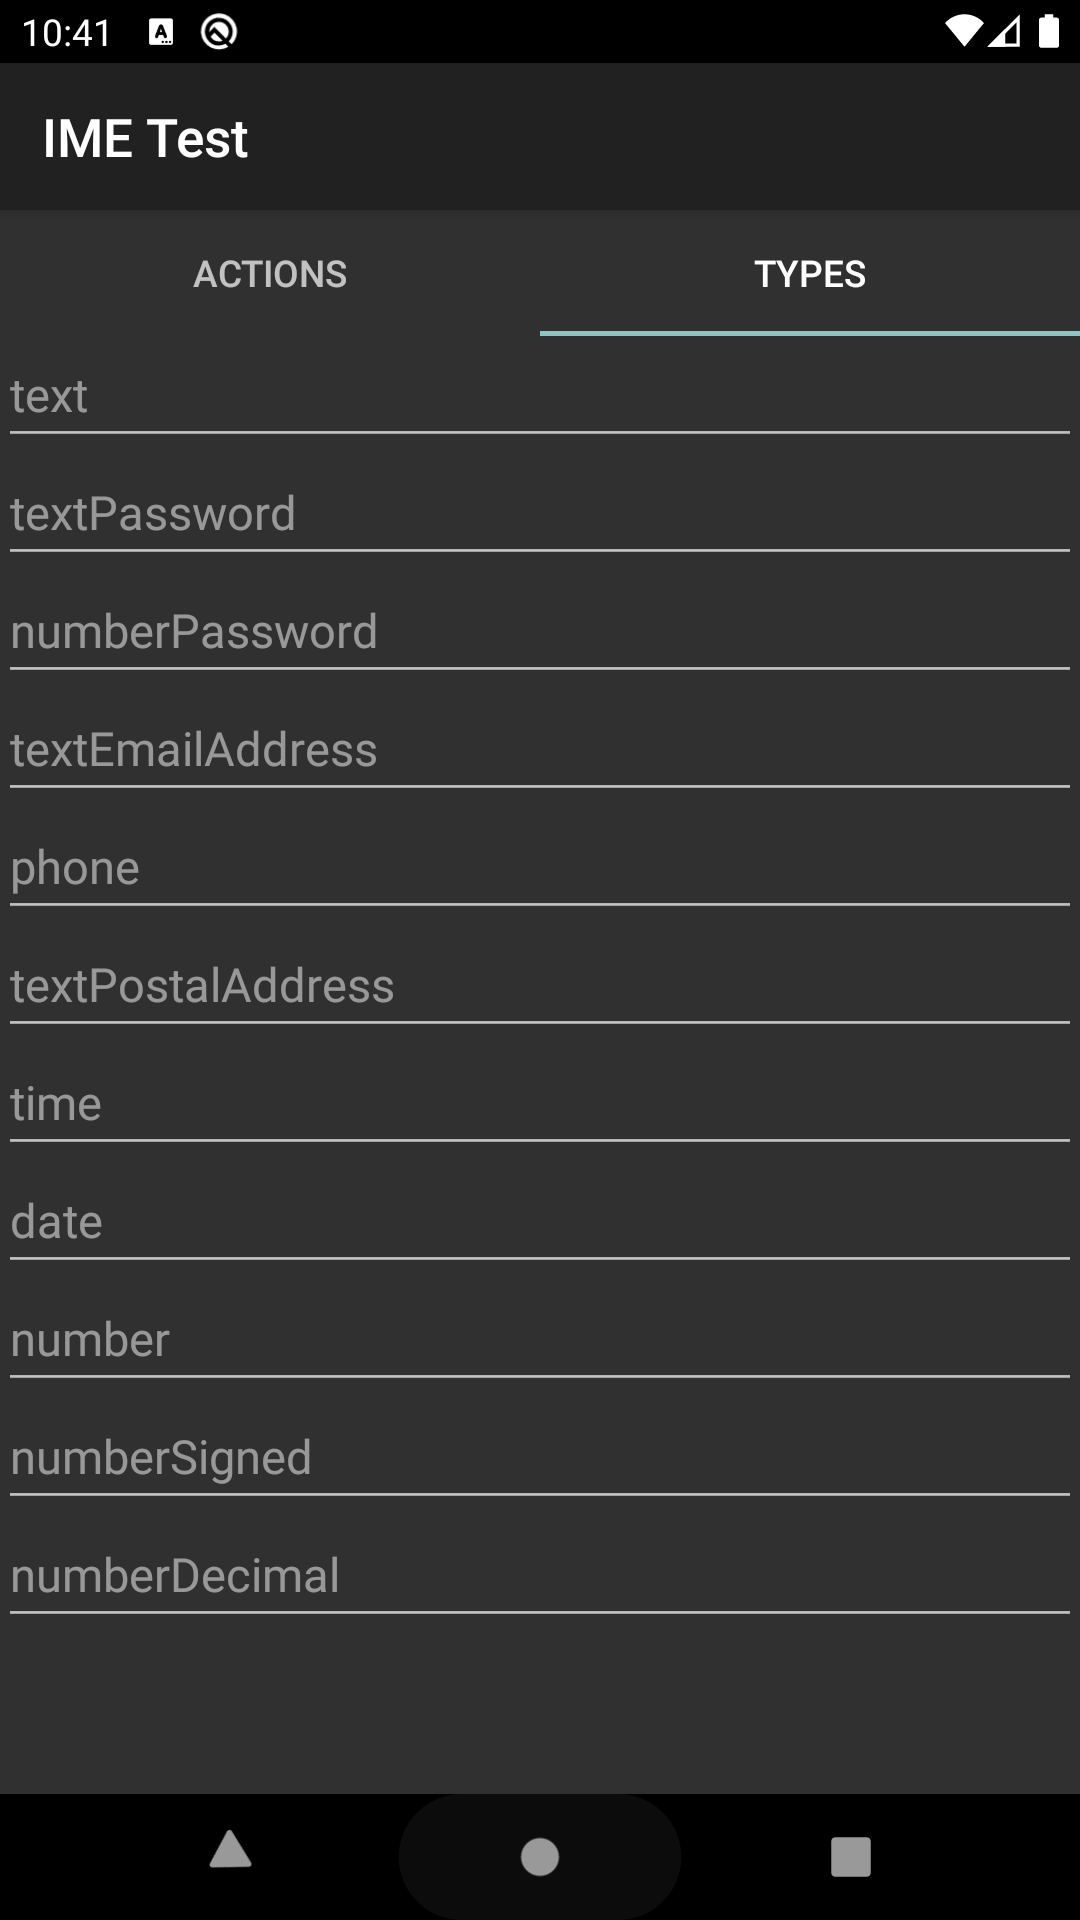 10:41
IME Test
ACTIONS TYPES
text
textPassword
numberPassword
textEmailAddress
phone
textPostalAddress
time
date
number
numberSigned
numberDecimal